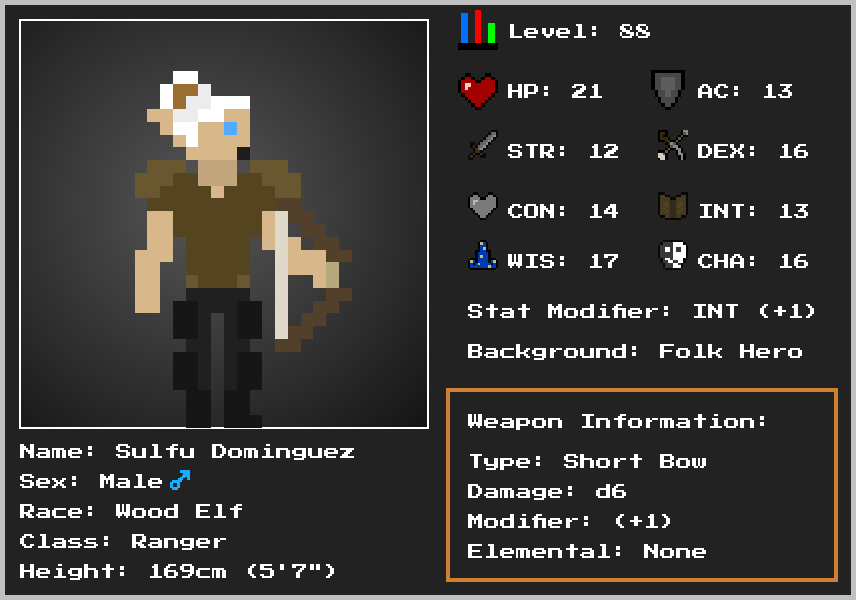 Level: 88
HP: 21 AC: 13
STR: 12 DEX: 16
CON: 14 INT: 13
WIS: 17 CHA: 16
Stat Modifier: INT (+1)
Background: Folk Hero
Weapon Information:
Type: Short Bow
Damage: d6
Modifier: (+1)
Elemental: None
Name: Sulfu Dominguez
Sex: Male♂
Race: Wood Elf
Class: Ranger
Height: 169cm (5'7")